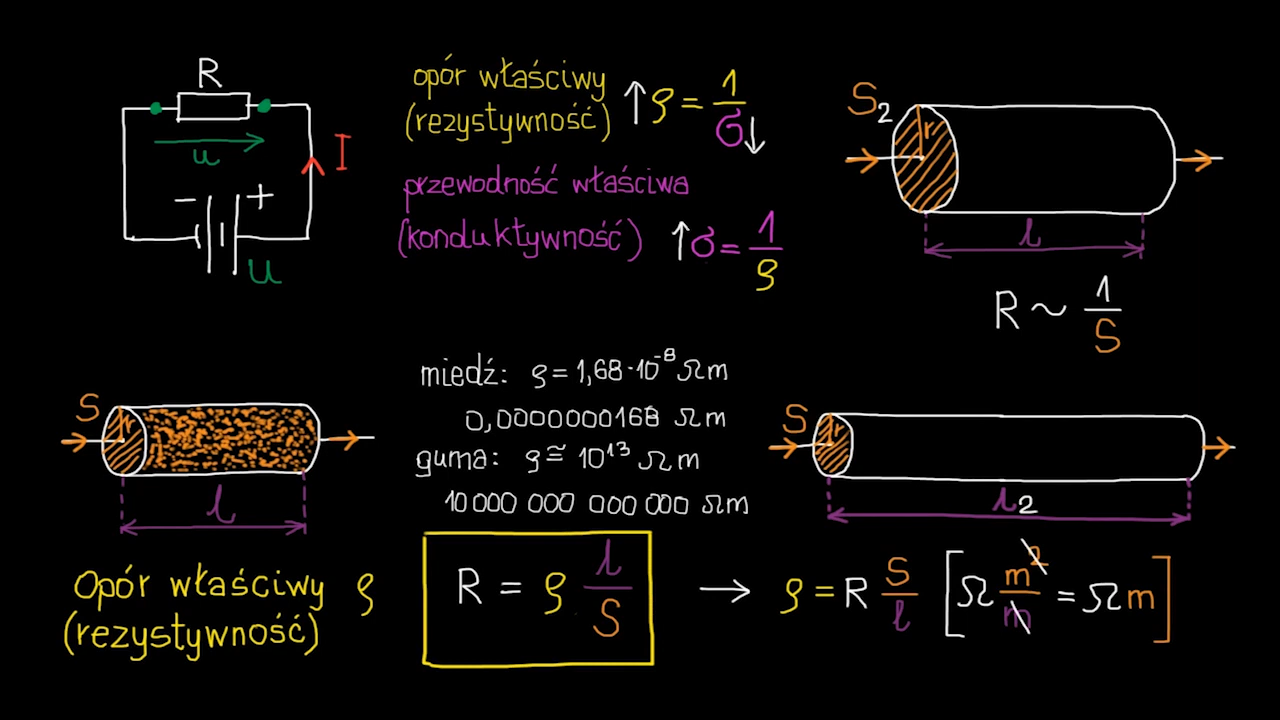 R
u
I
− +
u
opór właściwy
(rezystywność)
↑ρ = 1/σ↓
przewodność właściwa
(konduktywność)
↑σ = 1/ρ
S₂
r
l
R ~ 1/S
S
r
l
Opór właściwy ρ
(rezystywność)
miedź: ρ = 1,68·10⁻⁸ Ωm
0,0000000168 Ωm
guma: ρ ≅ 10¹³ Ωm
10 000 000 000 000 Ωm
S
r
l₂
R = ρ l/S
→ ρ = R S/l [Ω m²/m = Ωm]